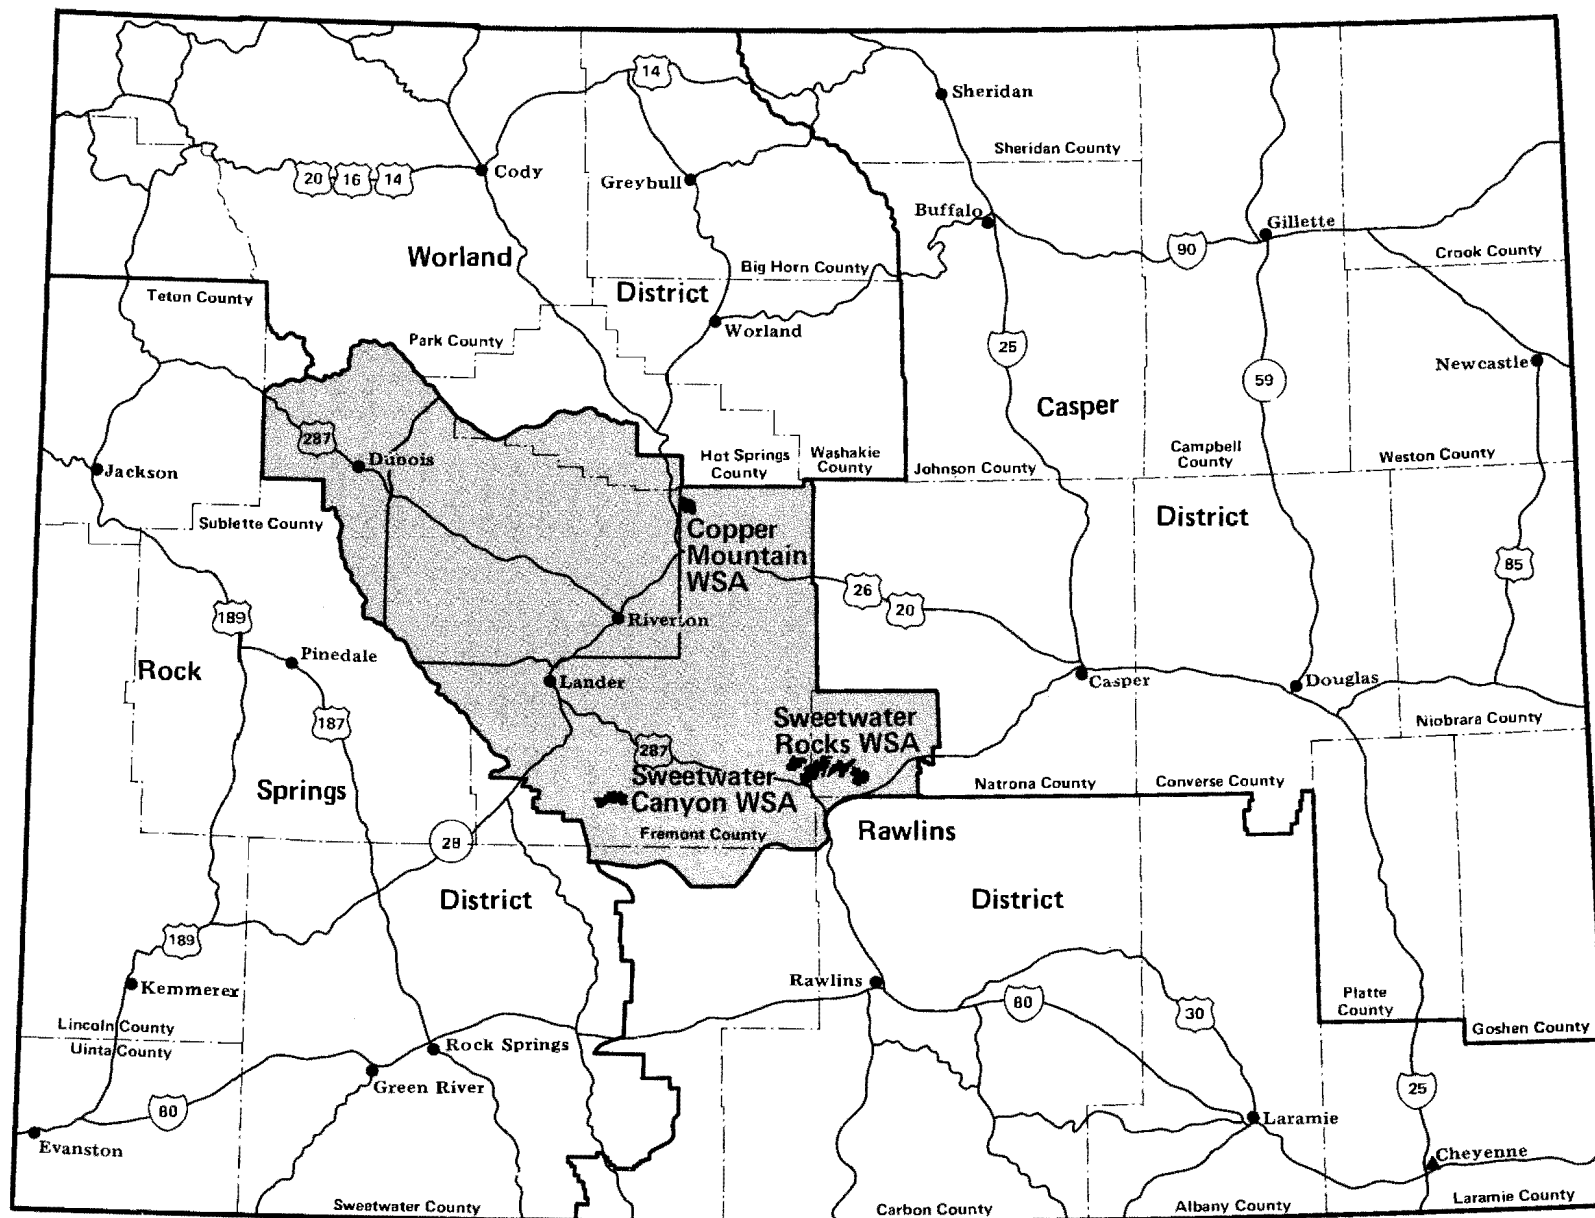 14
Sheridan
Sheridan County
20 16 14
Cody
Greybull
Buffalo
Gillette
90
Crook County
Worland
Big Horn County
District
Teton County
Worland
Park County
25
Newcastle
59
Casper
287
Dubois
Jackson
Hot Springs
County
Washakie
County
Johnson County
Campbell
County
Weston County
Sublette County
District
Copper
Mountain
WSA
85
26
20
189
Riverton
Pinedale
Rock
Lander
Casper
Douglas
187
Niobrara County
Sweetwater
Rocks WSA
287
Springs
Sweetwater
Canyon WSA
Natrona County
Converse County
Fremont County
Rawlins
28
District
District
189
Kemmerer
Rawlins
80
30
Platte
County
Lincoln County
Uinta County
Goshen County
Rock Springs
Green River
25
80
Evanston
Laramie
Cheyenne
Sweetwater County
Carbon County
Albany County
Laramie County